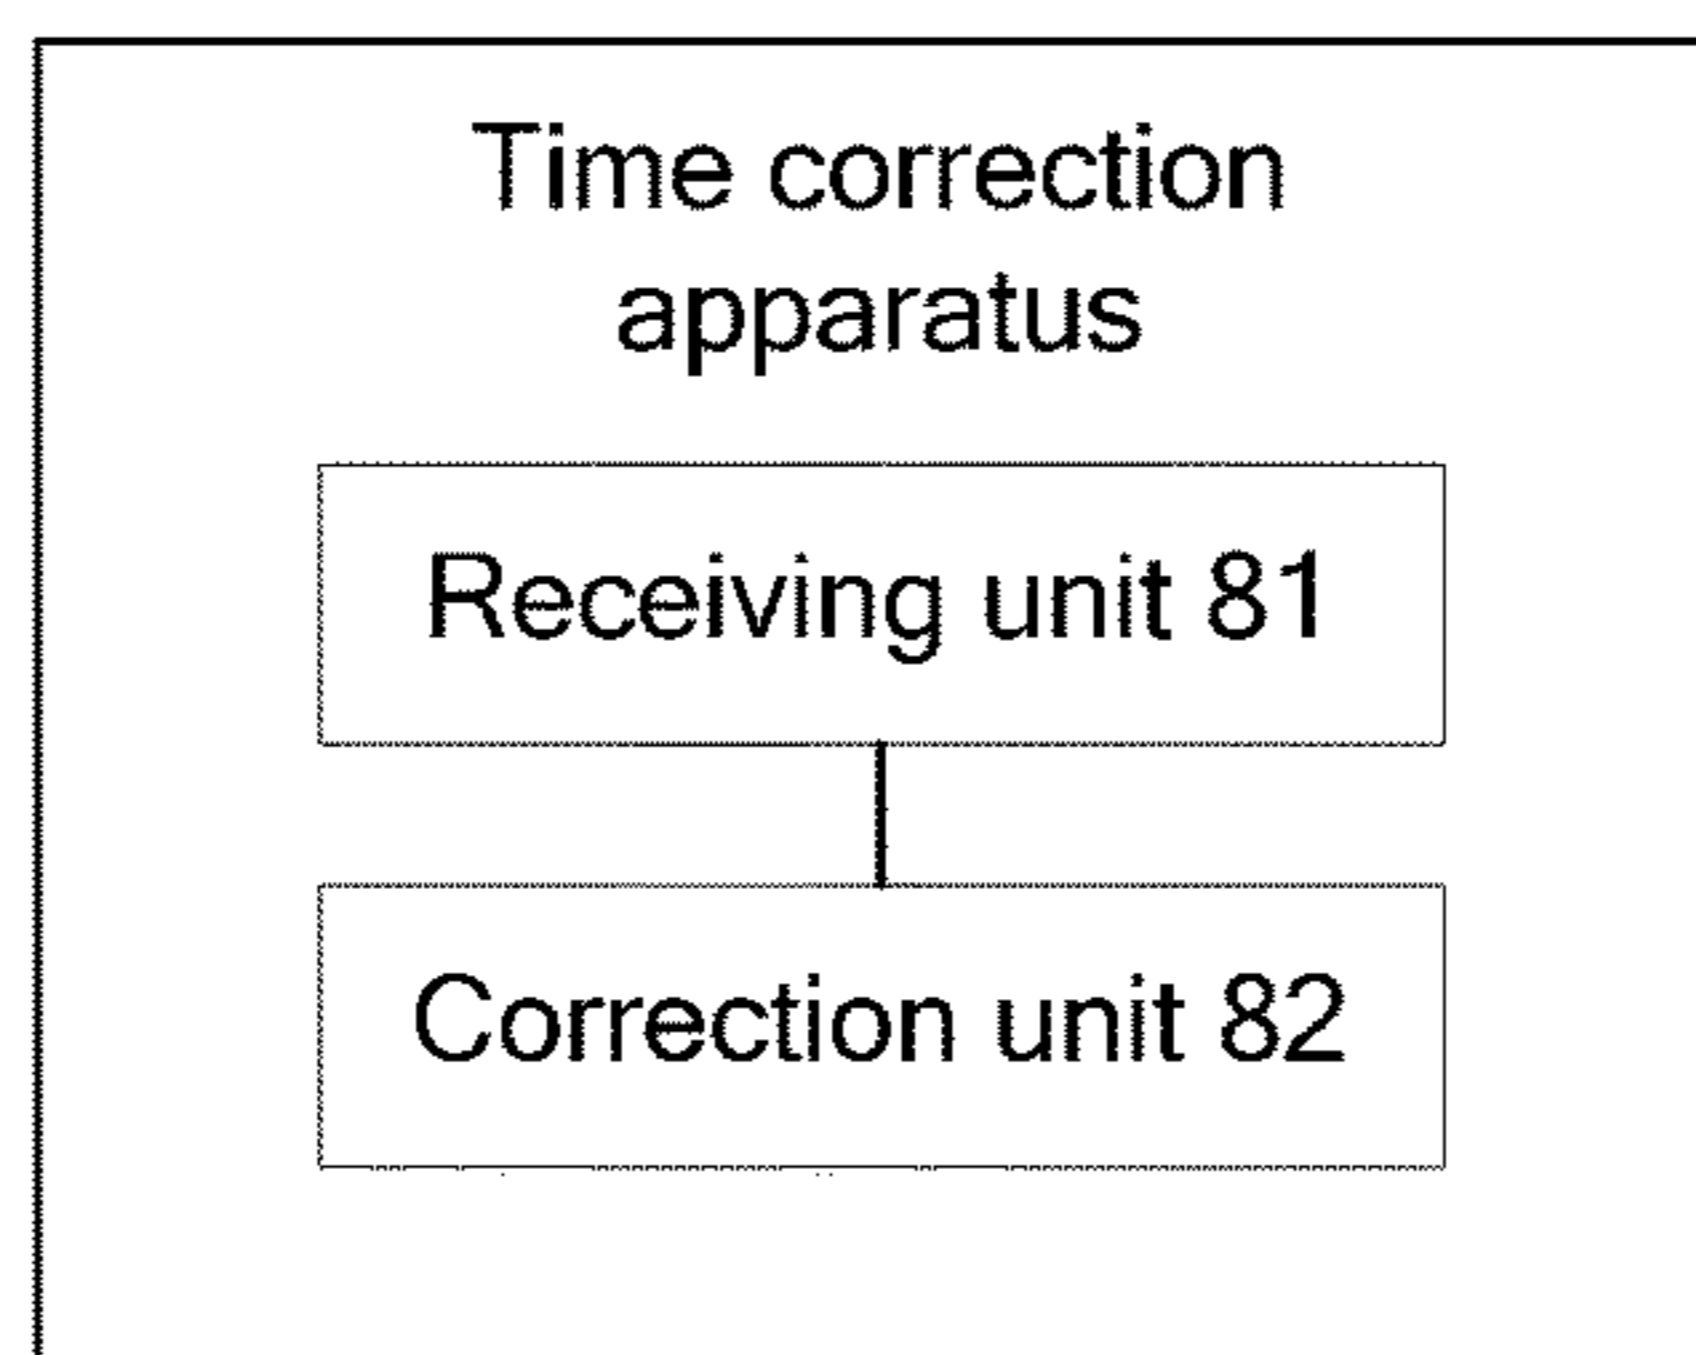 Time correction
apparatus
Receiving unit 81
Correction unit 82